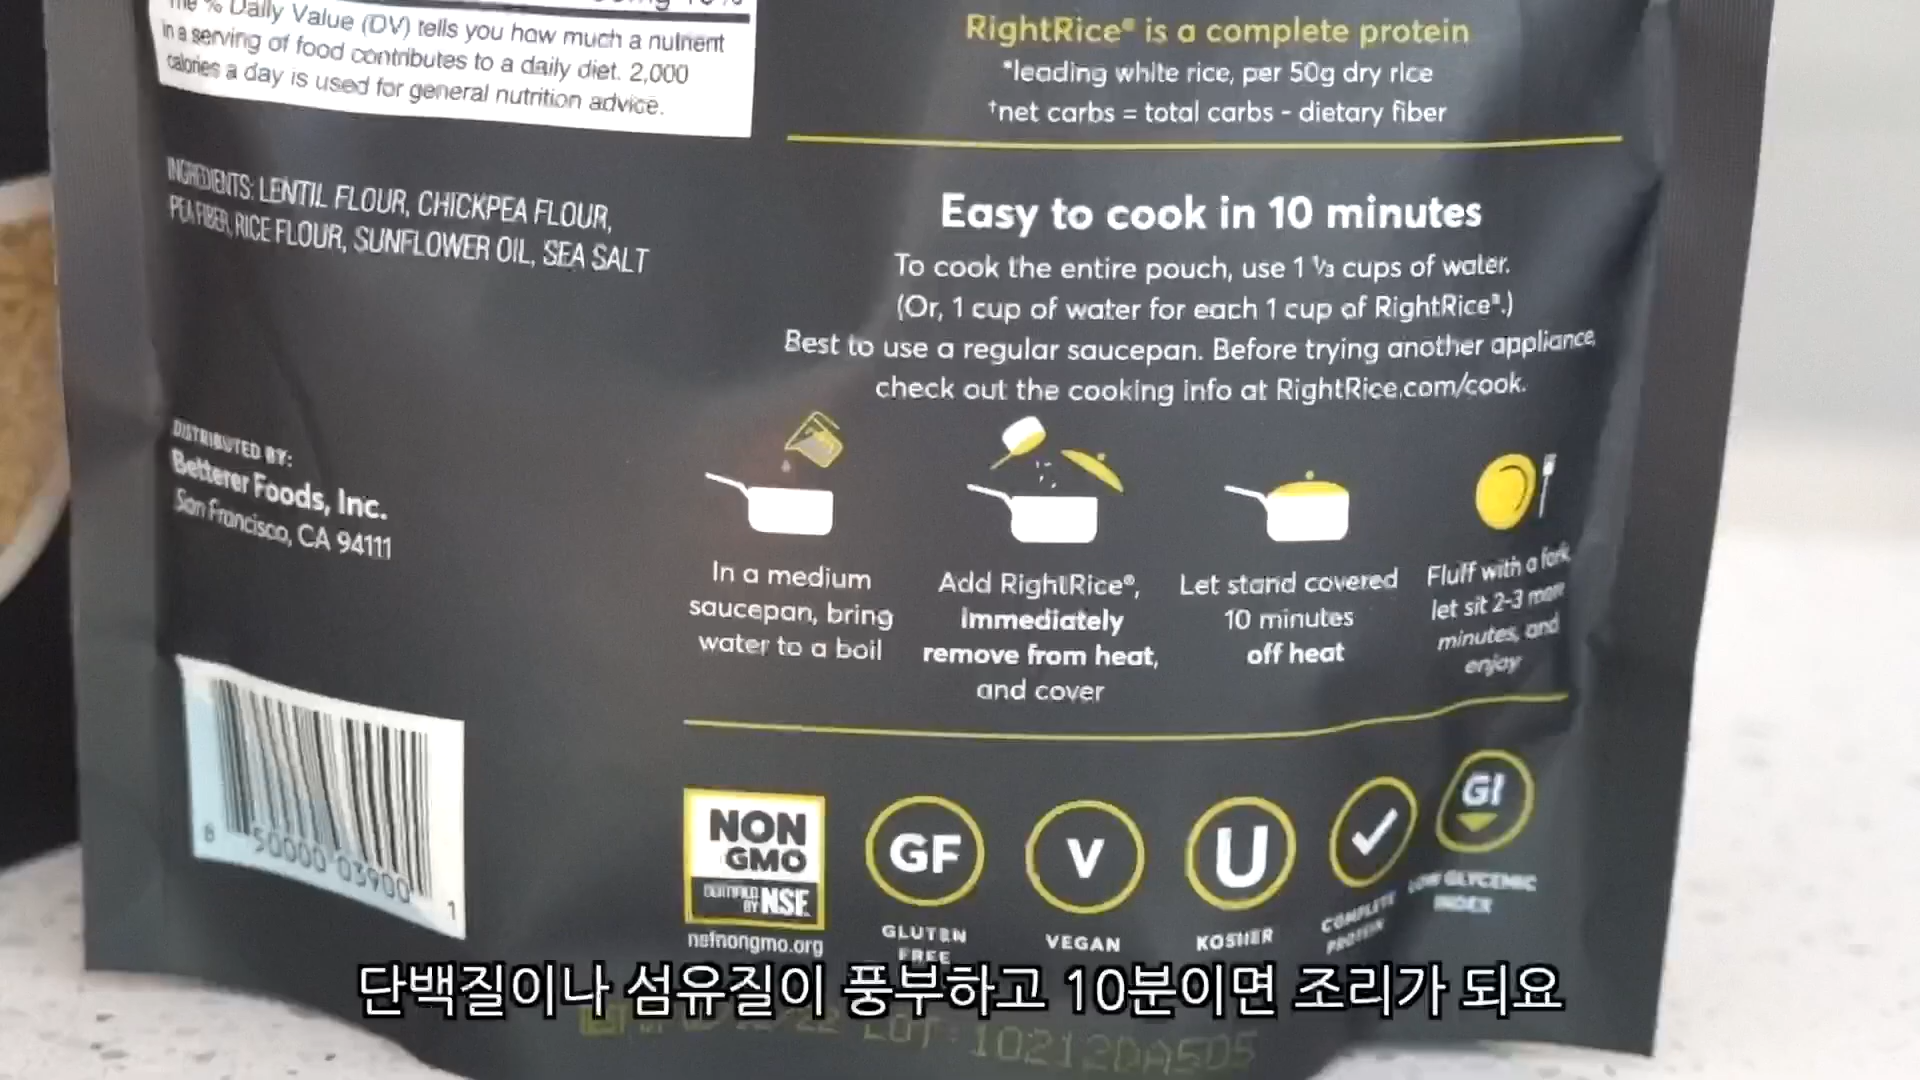 The % Daily Value (DV) tells you how much a nutrient
in a serving of food contributes to a daily diet. 2,000
calories a day is used for general nutrition advice.
INGREDIENTS: LENTIL FLOUR, CHICKPEA FLOUR,
PEA FIBER, RICE FLOUR, SUNFLOWER OIL, SEA SALT
DISTRIBUTED BY:
Betterer Foods, Inc.
San Francisco, CA 94111
8 50000 03900 1
RightRice® is a complete protein
*leading white rice, per 50g dry rice
†net carbs = total carbs - dietary fiber
Easy to cook in 10 minutes
To cook the entire pouch, use 1 ⅓ cups of water.
(Or, 1 cup of water for each 1 cup of RightRice®.)
Best to use a regular saucepan. Before trying another appliance,
check out the cooking info at RightRice.com/cook.
In a medium
saucepan, bring
water to a boil
Add RightRice®,
immediately
remove from heat,
and cover
Let stand covered
10 minutes
off heat
Fluff with a fork,
let sit 2-3 more
minutes, and
enjoy
NON
GMO
CERTIFIED
BY NSF
nsfnongmo.org
GF
GLUTEN
FREE
V
VEGAN
U
KOSHER
COMPLETE
PROTEIN
GI
LOW GLYCEMIC
INDEX
단백질이나 섬유질이 풍부하고 10분이면 조리가 되요
LOT: 10212DA505